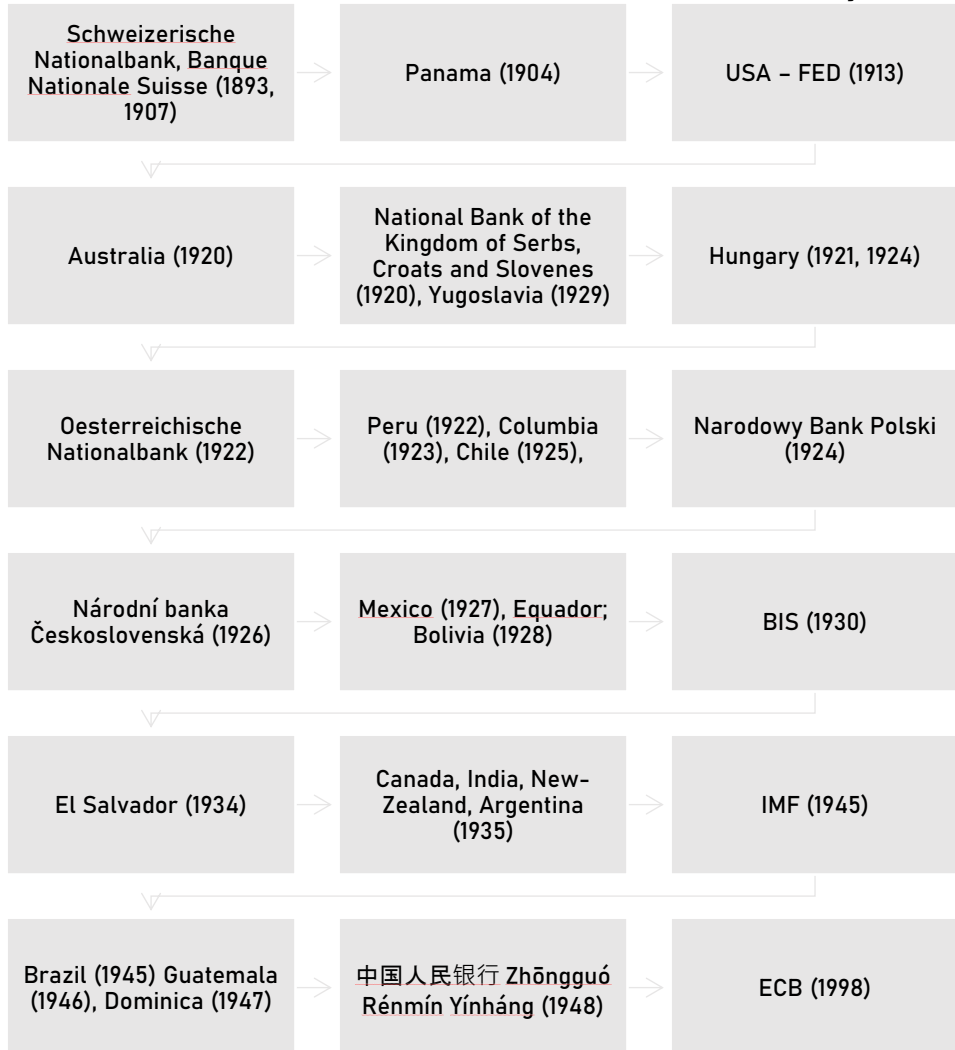 Schweizerische
Nationalbank, Banque
Nationale Suisse (1893,
1907)
Panama (1904)
USA – FED (1913)
Australia (1920)
National Bank of the
Kingdom of Serbs,
Croats and Slovenes
(1920), Yugoslavia (1929)
Hungary (1921, 1924)
Oesterreichische
Nationalbank (1922)
Peru (1922), Columbia
(1923), Chile (1925),
Narodowy Bank Polski
(1924)
Národní banka
Československá (1926)
Mexico (1927), Equador;
Bolivia (1928)
BIS (1930)
El Salvador (1934)
Canada, India, New-
Zealand, Argentina
(1935)
IMF (1945)
Brazil (1945) Guatemala
(1946), Dominica (1947)
中国人民银行 Zhōngguó
Rénmín Yínháng (1948)
ECB (1998)